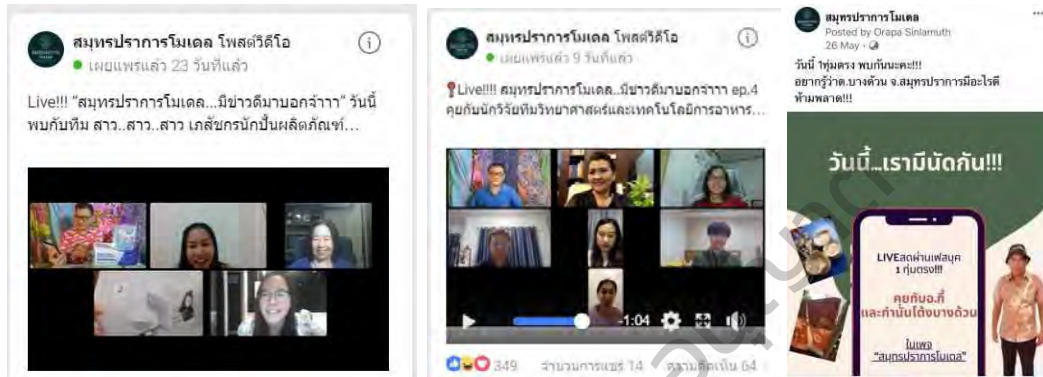 สมุทรปราการโมเดล โพสต์วิดีโอ
เผยแพร่แล้ว 23 วันที่แล้ว
Live!!! “สมุทรปราการโมเดล...มีข่าวดีมาบอกจ้าาา” วันนี้
พบกับทีม สาว..สาว..สาว เภสัชกรนักปั้นผลิตภัณฑ์...
สมุทรปราการโมเดล โพสต์วิดีโอ
เผยแพร่แล้ว 9 วันที่แล้ว
Live!!!! สมุทรปราการโมเดล..มีข่าวดีมาบอกจ้าาา ep.4
คุยกับนักวิจัยทีมวิทยาศาสตร์และเทคโนโลยีการอาหาร...
-1:04
349 จำนวนการแชร์ 14 ความคิดเห็น 64
สมุทรปราการโมเดล
Posted by Orapa Sinlamuth
26 May
วันนี้ 1ทุ่มตรง พบกันนะคะ!!!
อยากรู้ว่าต.บางด้วน จ.สมุทรปราการมีอะไรดี
ห้ามพลาด!!!
วันนี้...เรามีนัดกัน!!!
LIVEสดผ่านเฟสบุค
1 ทุ่มตรง!!!
คุยกับอ.กี้
และกำนันโต้งบางด้วน
ในเพจ
"สมุทรปราการโมเดล"